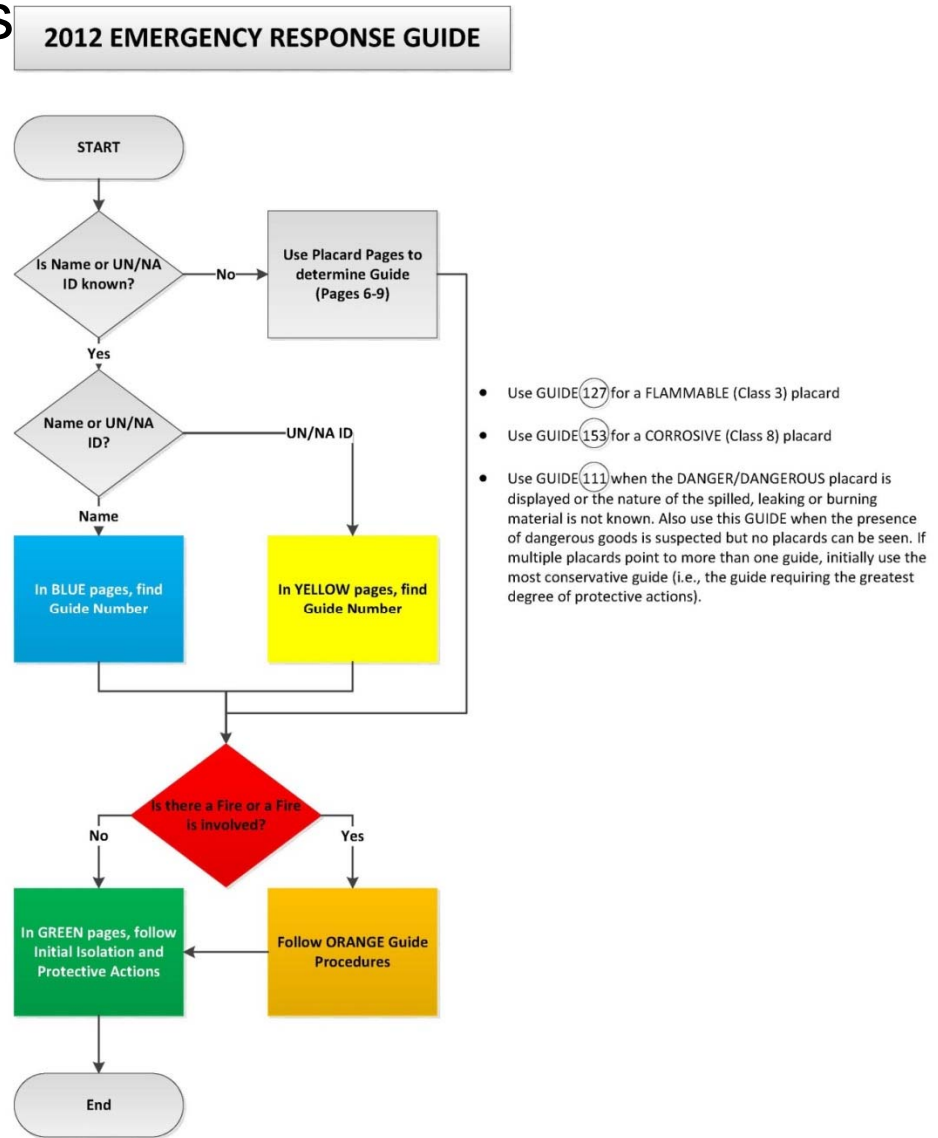 s
2012 EMERGENCY RESPONSE GUIDE
START
Is Name or UN/NA
ID known?
No
Use Placard Pages to
determine Guide
(Pages 6-9)
Yes
Name or UN/NA
ID?
UN/NA ID
Name
In BLUE pages, find
Guide Number
In YELLOW pages, find
Guide Number
• Use GUIDE 127 for a FLAMMABLE (Class 3) placard
• Use GUIDE 153 for a CORROSIVE (Class 8) placard
• Use GUIDE 111 when the DANGER/DANGEROUS placard is
displayed or the nature of the spilled, leaking or burning
material is not known. Also use this GUIDE when the presence
of dangerous goods is suspected but no placards can be seen. If
multiple placards point to more than one guide, initially use the
most conservative guide (i.e., the guide requiring the greatest
degree of protective actions).
Is there a Fire or a Fire
is involved?
No
Yes
In GREEN pages, follow
Initial Isolation and
Protective Actions
Follow ORANGE Guide
Procedures
End